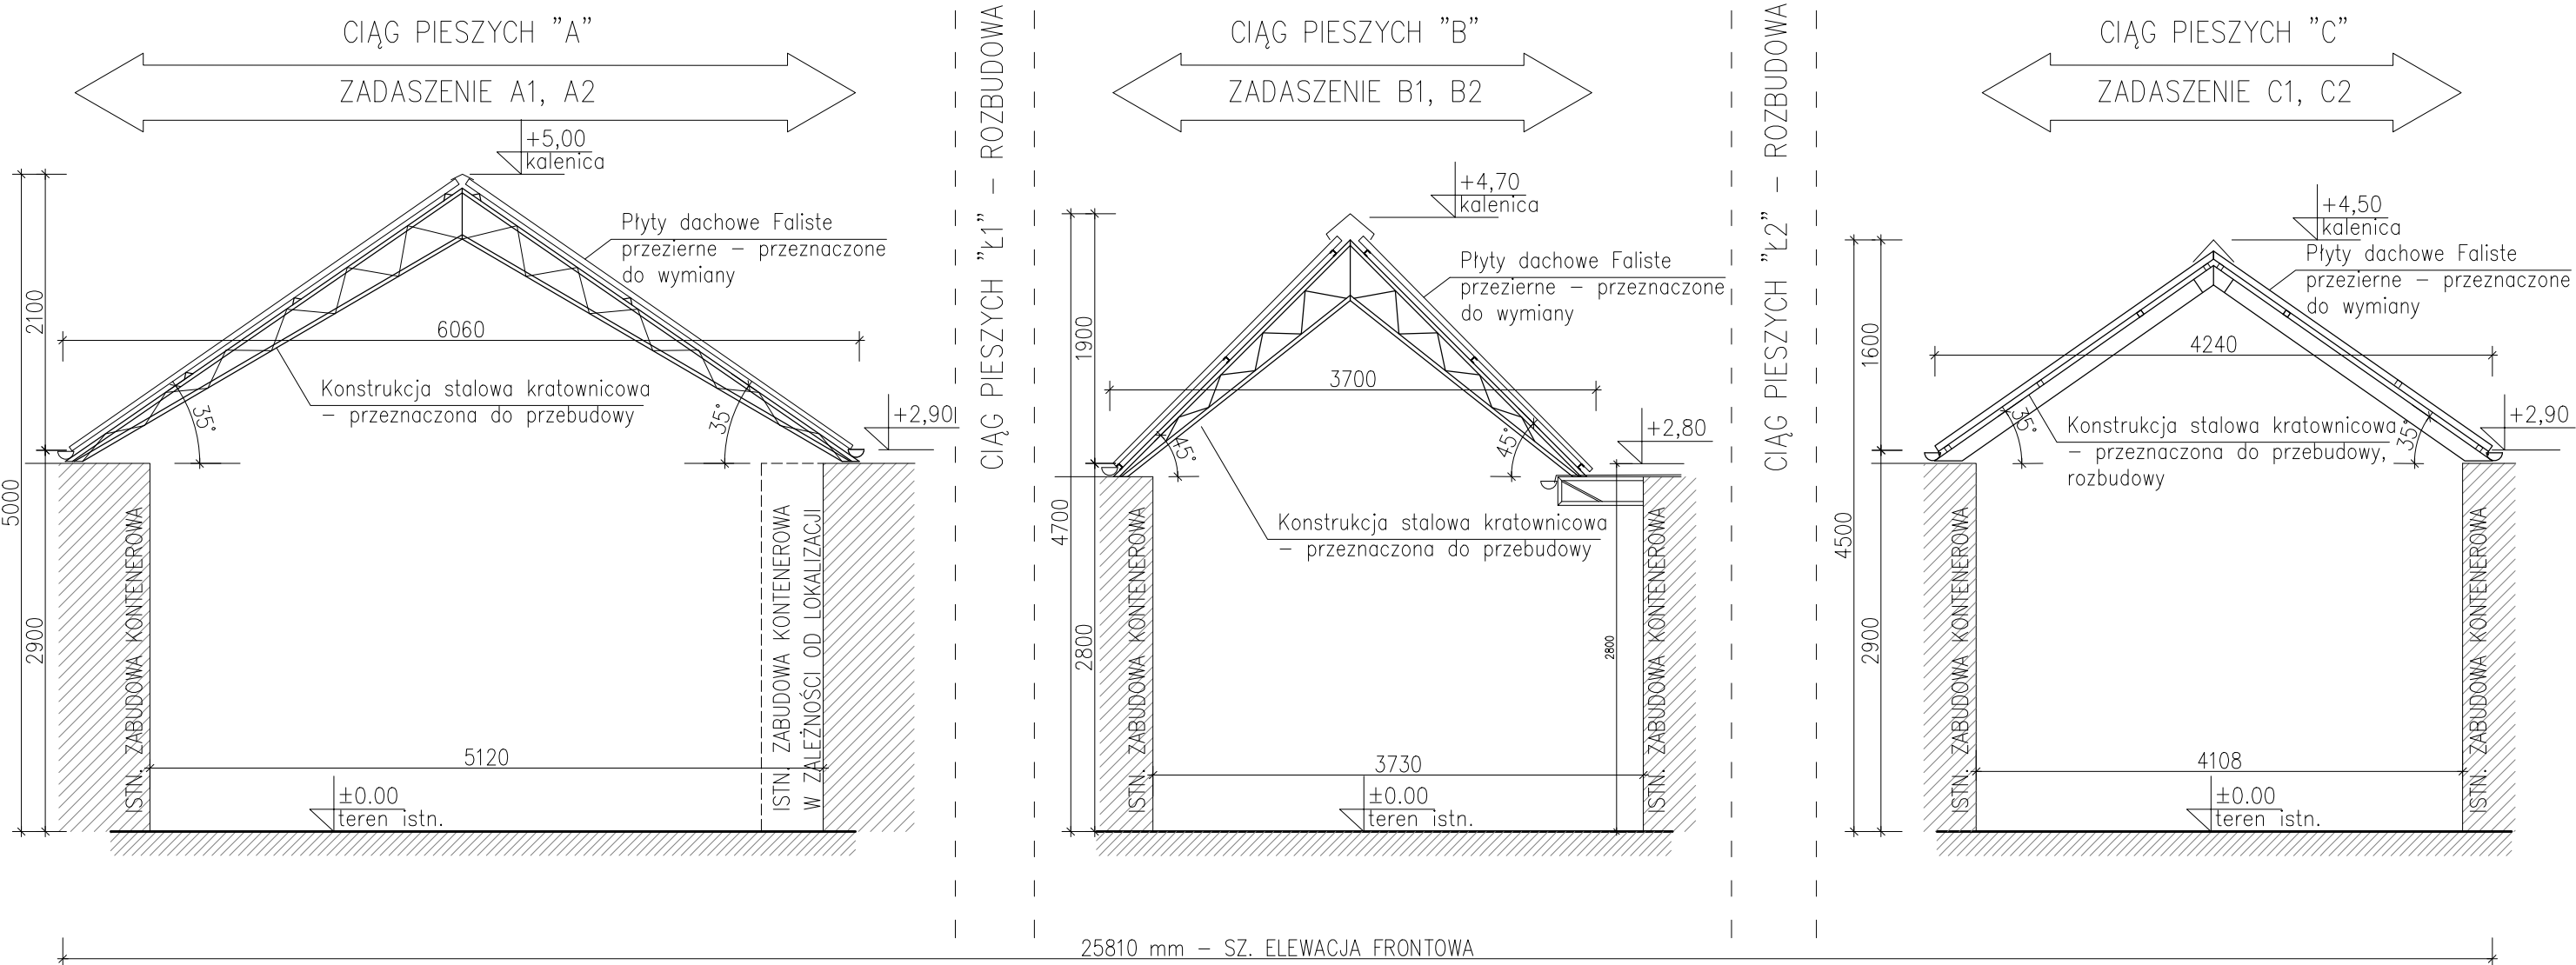 CIĄG PIESZYCH "A"
ZADASZENIE A1, A2
+5,00
kalenica
Płyty dachowe Faliste
przezierne – przeznaczone
do wymiany
2100
6060
Konstrukcja stalowa kratownicowa
– przeznaczona do przebudowy
35°
35°
+2,90
5000
2900
ISTN. ZABUDOWA KONTENEROWA
ISTN. ZABUDOWA KONTENEROWA
W ZALEŻNOŚCI OD LOKALIZACJI
5120
±0.00
teren istn.
CIĄG PIESZYCH "Ł1" – ROZBUDOWA
CIĄG PIESZYCH "B"
ZADASZENIE B1, B2
+4,70
kalenica
Płyty dachowe Faliste
przezierne – przeznaczone
do wymiany
1900
3700
45°
45°
+2,80
Konstrukcja stalowa kratownicowa
– przeznaczona do przebudowy
4700
2800
2800
ISTN. ZABUDOWA KONTENEROWA
ISTN. ZABUDOWA KONTENEROWA
3730
±0.00
teren istn.
CIĄG PIESZYCH "Ł2" – ROZBUDOWA
CIĄG PIESZYCH "C"
ZADASZENIE C1, C2
+4,50
kalenica
Płyty dachowe Faliste
przezierne – przeznaczone
do wymiany
1600
4240
35°
35°
+2,90
Konstrukcja stalowa kratownicowa
– przeznaczona do przebudowy,
rozbudowy
4500
2900
ISTN. ZABUDOWA KONTENEROWA
ISTN. ZABUDOWA KONTENEROWA
4108
±0.00
teren istn.
25810 mm – SZ. ELEWACJA FRONTOWA